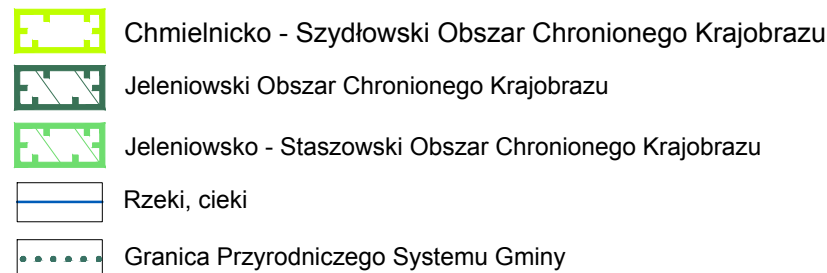 Chmielnicko - Szydłowski Obszar Chronionego Krajobrazu
Jeleniowski Obszar Chronionego Krajobrazu
Jeleniowsko - Staszowski Obszar Chronionego Krajobrazu
Rzeki, cieki
Granica Przyrodniczego Systemu Gminy